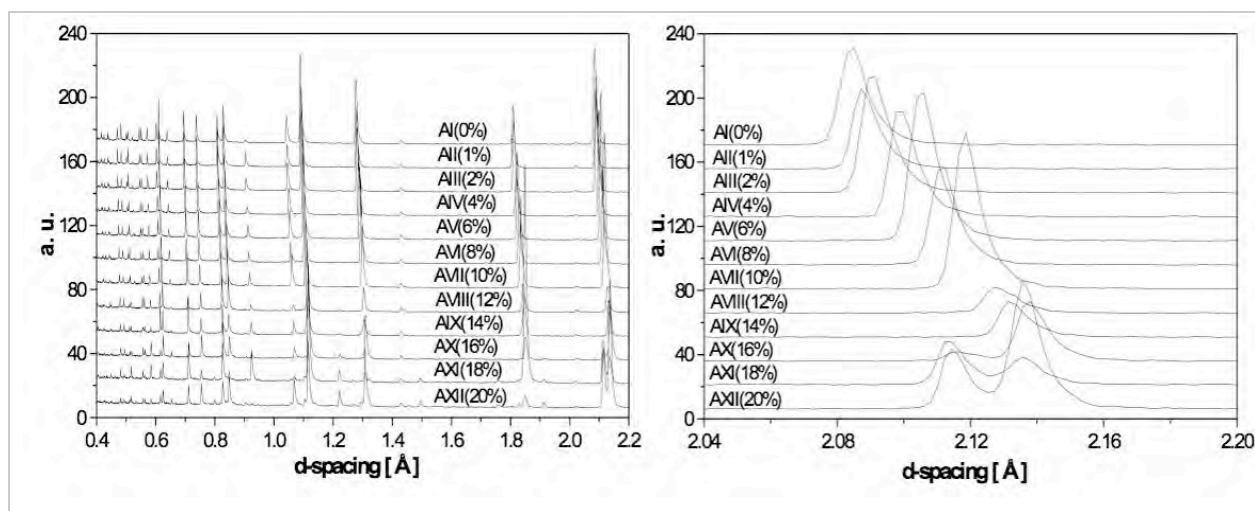 240
200
160
120
80
40
0
a. u.
AI(0%)
AII(1%)
AIII(2%)
AIV(4%)
AV(6%)
AVI(8%)
AVII(10%)
AVIII(12%)
AIX(14%)
AX(16%)
AXI(18%)
AXII(20%)
0.4 0.6 0.8 1.0 1.2 1.4 1.6 1.8 2.0 2.2
d-spacing [ Å]
240
200
160
120
80
40
0
a. u.
AI(0%)
AII(1%)
AIII(2%)
AIV(4%)
AV(6%)
AVI(8%)
AVII(10%)
AVIII(12%)
AIX(14%)
AX(16%)
AXI(18%)
AXII(20%)
2.04 2.08 2.12 2.16 2.20
d-spacing [ Å]